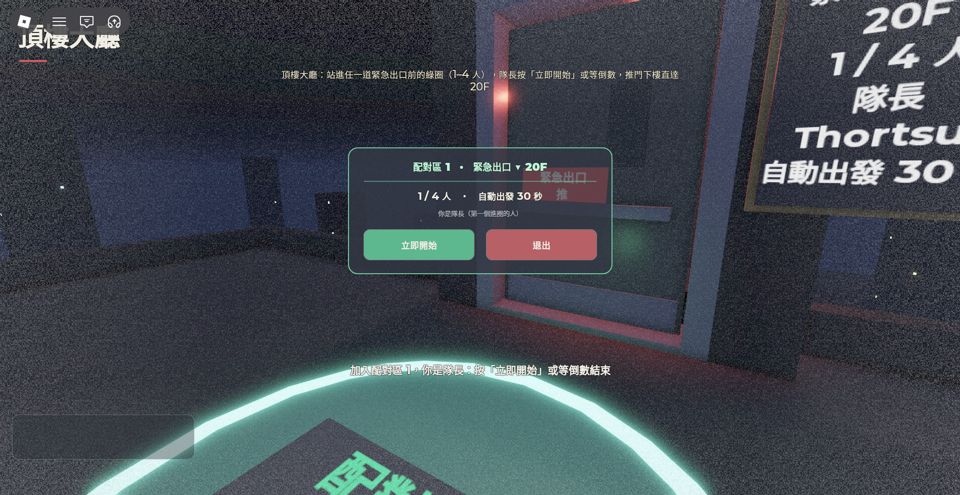 頂樓大廳
頂樓大廳：站進任一道緊急出口前的綠圈（1–4 人），隊長按「立即開始」或等倒數，推門下樓直達
20F
20F
1 / 4 人
隊長
Thortsu
自動出發 30
配對區 1 • 緊急出口 ▼ 20F
緊急出口
推
1 / 4 人 • 自動出發 30 秒
你是隊長（第一個進圈的人）
立即開始
退出
加入配對區 1，你是隊長：按「立即開始」或等倒數結束
配對